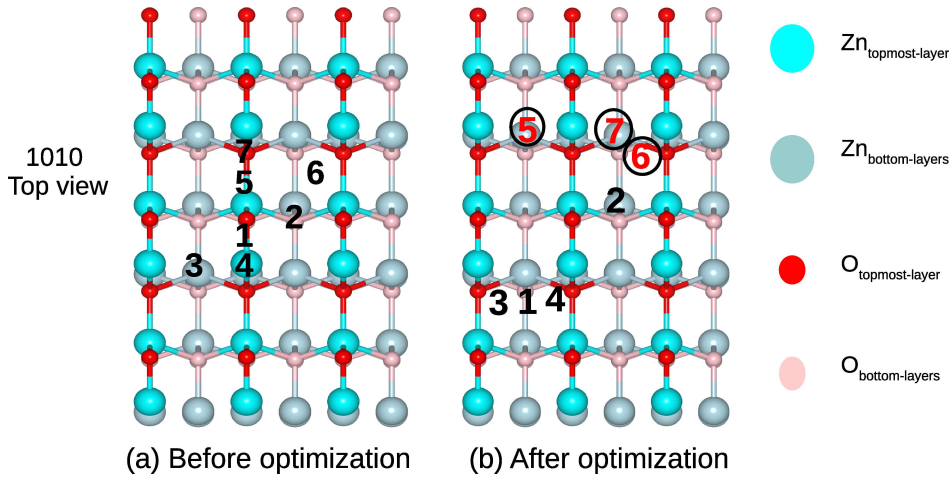 1010
Top view
7
5
6
2
1
3
4
5
7
6
2
3
1
4
Zn topmost-layer
Zn bottom-layers
O topmost-layer
O bottom-layers
(a) Before optimization
(b) After optimization